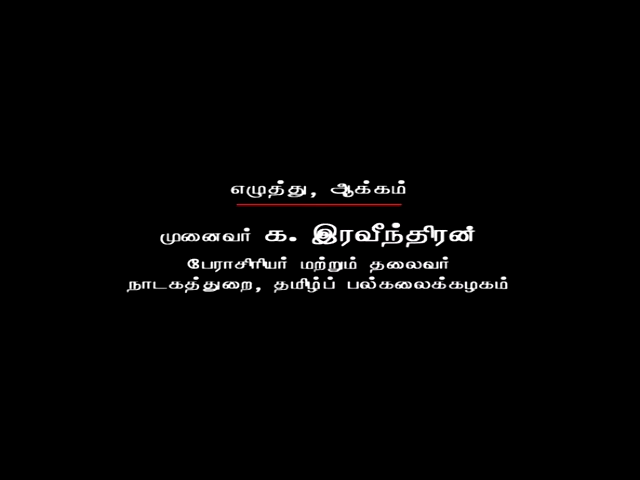 எழுத்து, ஆக்கம்
முனைவர் க. இரவீந்திரன்
பேராசிரியர் மற்றும் தலைவர்
நாடகத்துறை, தமிழ்ப் பல்கலைக்கழகம்